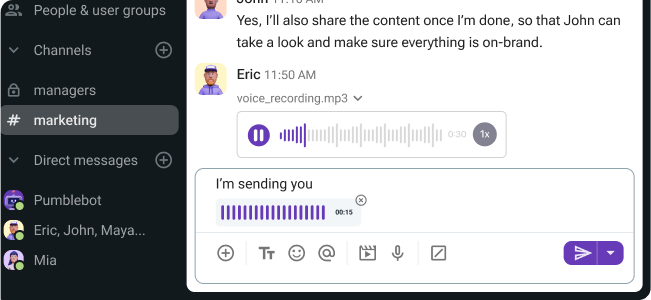 People & user groups
Channels
managers
# marketing
Direct messages
Pumblebot
Eric, John, Maya...
Mia
John 11:10 AM
Yes, I’ll also share the content once I’m done, so that John can
take a look and make sure everything is on-brand.
Eric 11:50 AM
voice_recording.mp3
0:30 1x
I’m sending you
00:15
TT